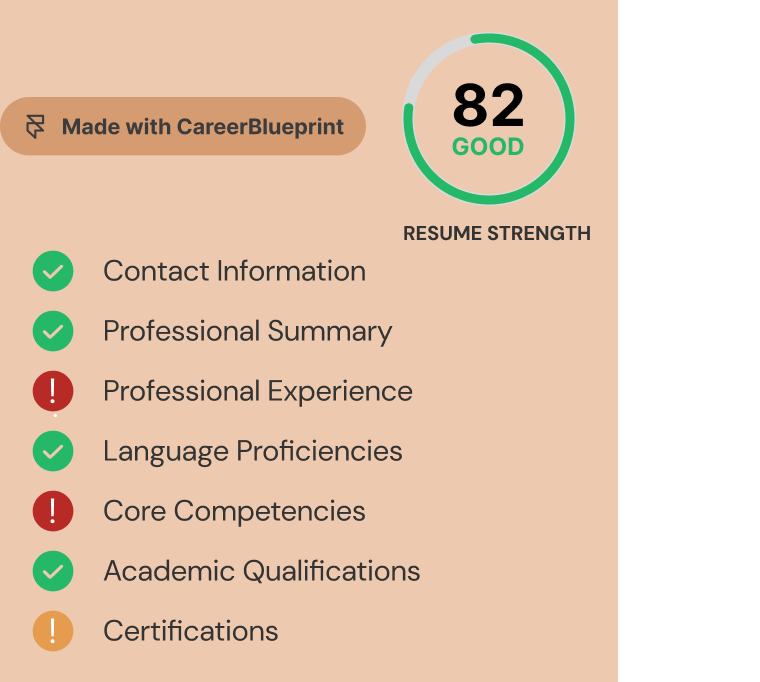 Made with CareerBlueprint
82
GOOD
RESUME STRENGTH
Contact Information
Professional Summary
Professional Experience
Language Proficiencies
Core Competencies
Academic Qualifications
Certifications